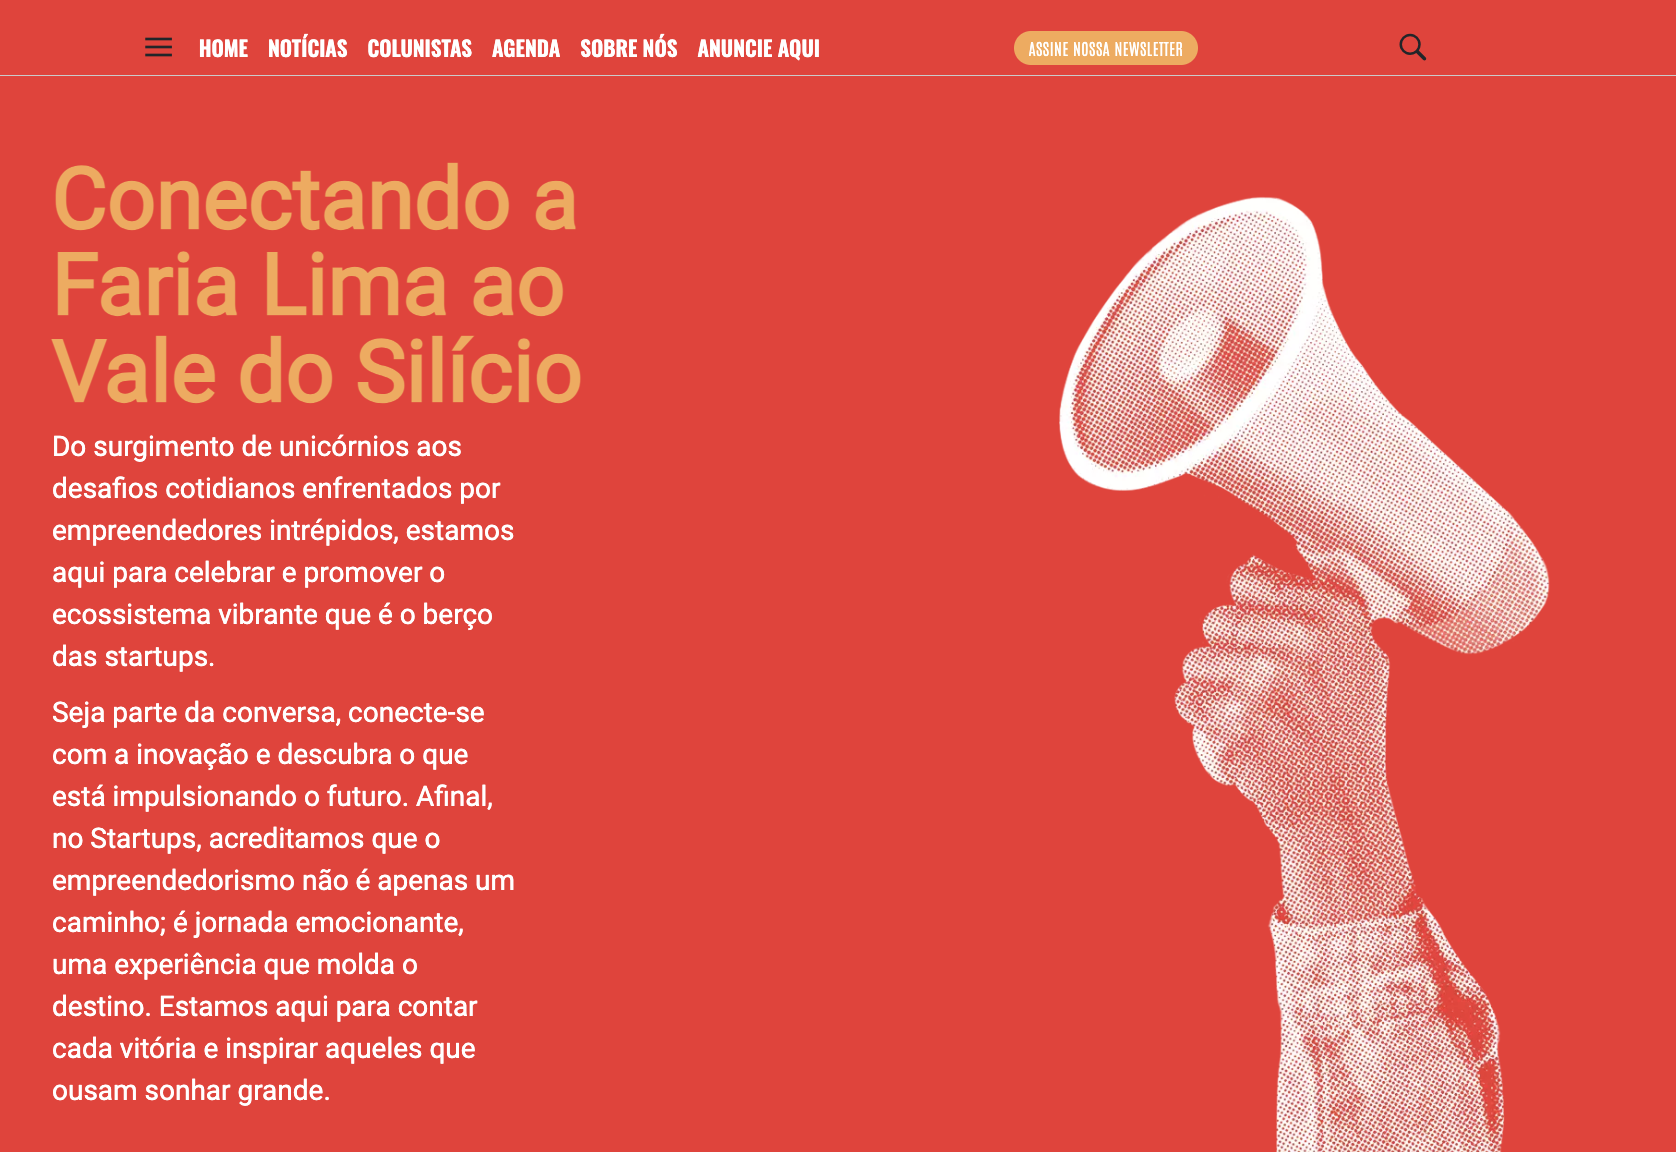 HOME NOTÍCIAS COLUNISTAS AGENDA SOBRE NÓS ANUNCIE AQUI ASSINE NOSSA NEWSLETTER
Conectando a
Faria Lima ao
Vale do Silício
Do surgimento de unicórnios aos
desafios cotidianos enfrentados por
empreendedores intrépidos, estamos
aqui para celebrar e promover o
ecossistema vibrante que é o berço
das startups.
Seja parte da conversa, conecte-se
com a inovação e descubra o que
está impulsionando o futuro. Afinal,
no Startups, acreditamos que o
empreendedorismo não é apenas um
caminho; é jornada emocionante,
uma experiência que molda o
destino. Estamos aqui para contar
cada vitória e inspirar aqueles que
ousam sonhar grande.